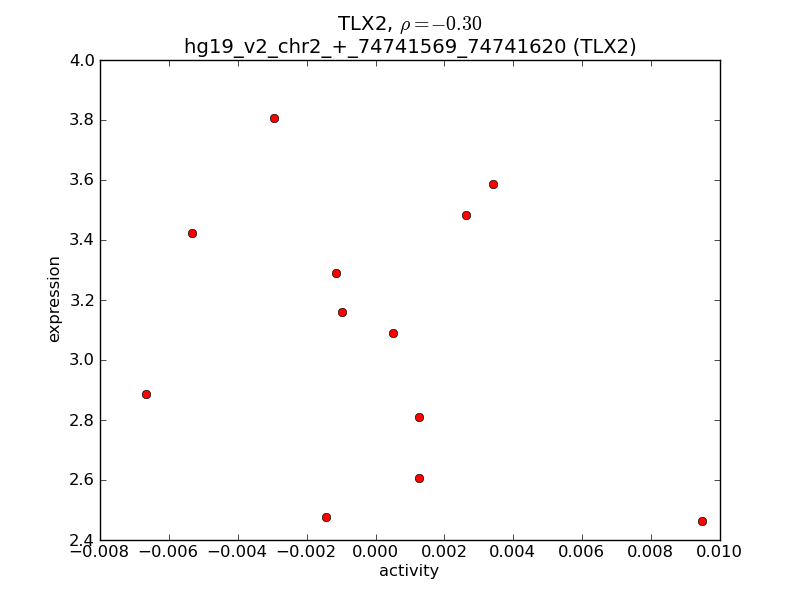 TLX2, ρ=−0.30
hg19_v2_chr2_+_74741569_74741620 (TLX2)
4.0
3.8
3.6
3.4
3.2
3.0
2.8
2.6
2.4
expression
−0.008 −0.006 −0.004 −0.002 0.000 0.002 0.004 0.006 0.008 0.010
activity